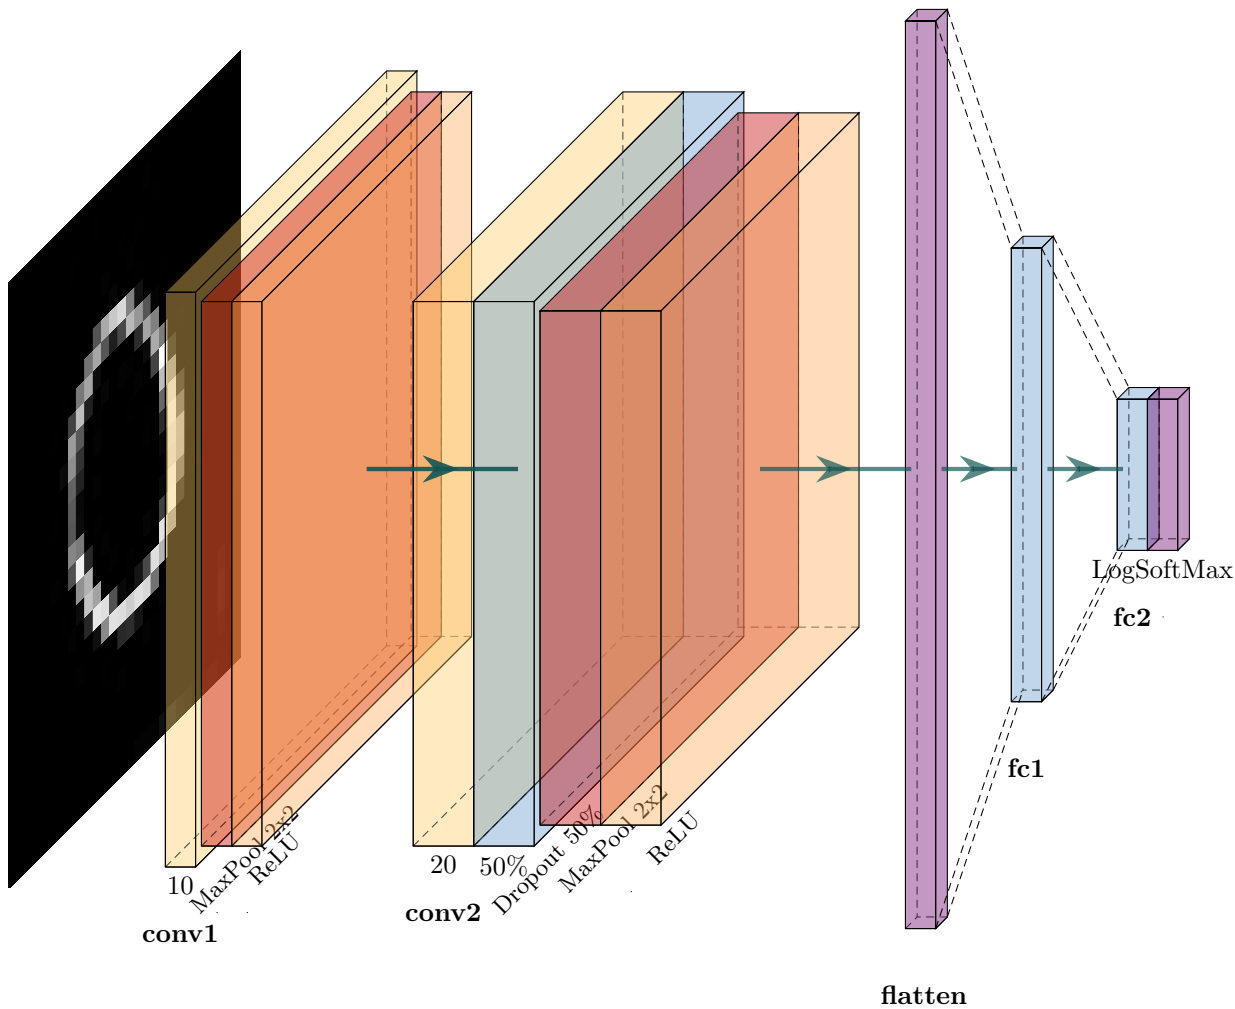 10
MaxPool 2x2
ReLU
conv1
20
50%
Dropout 50%
MaxPool 2x2
ReLU
conv2
flatten
fc1
LogSoftMax
fc2